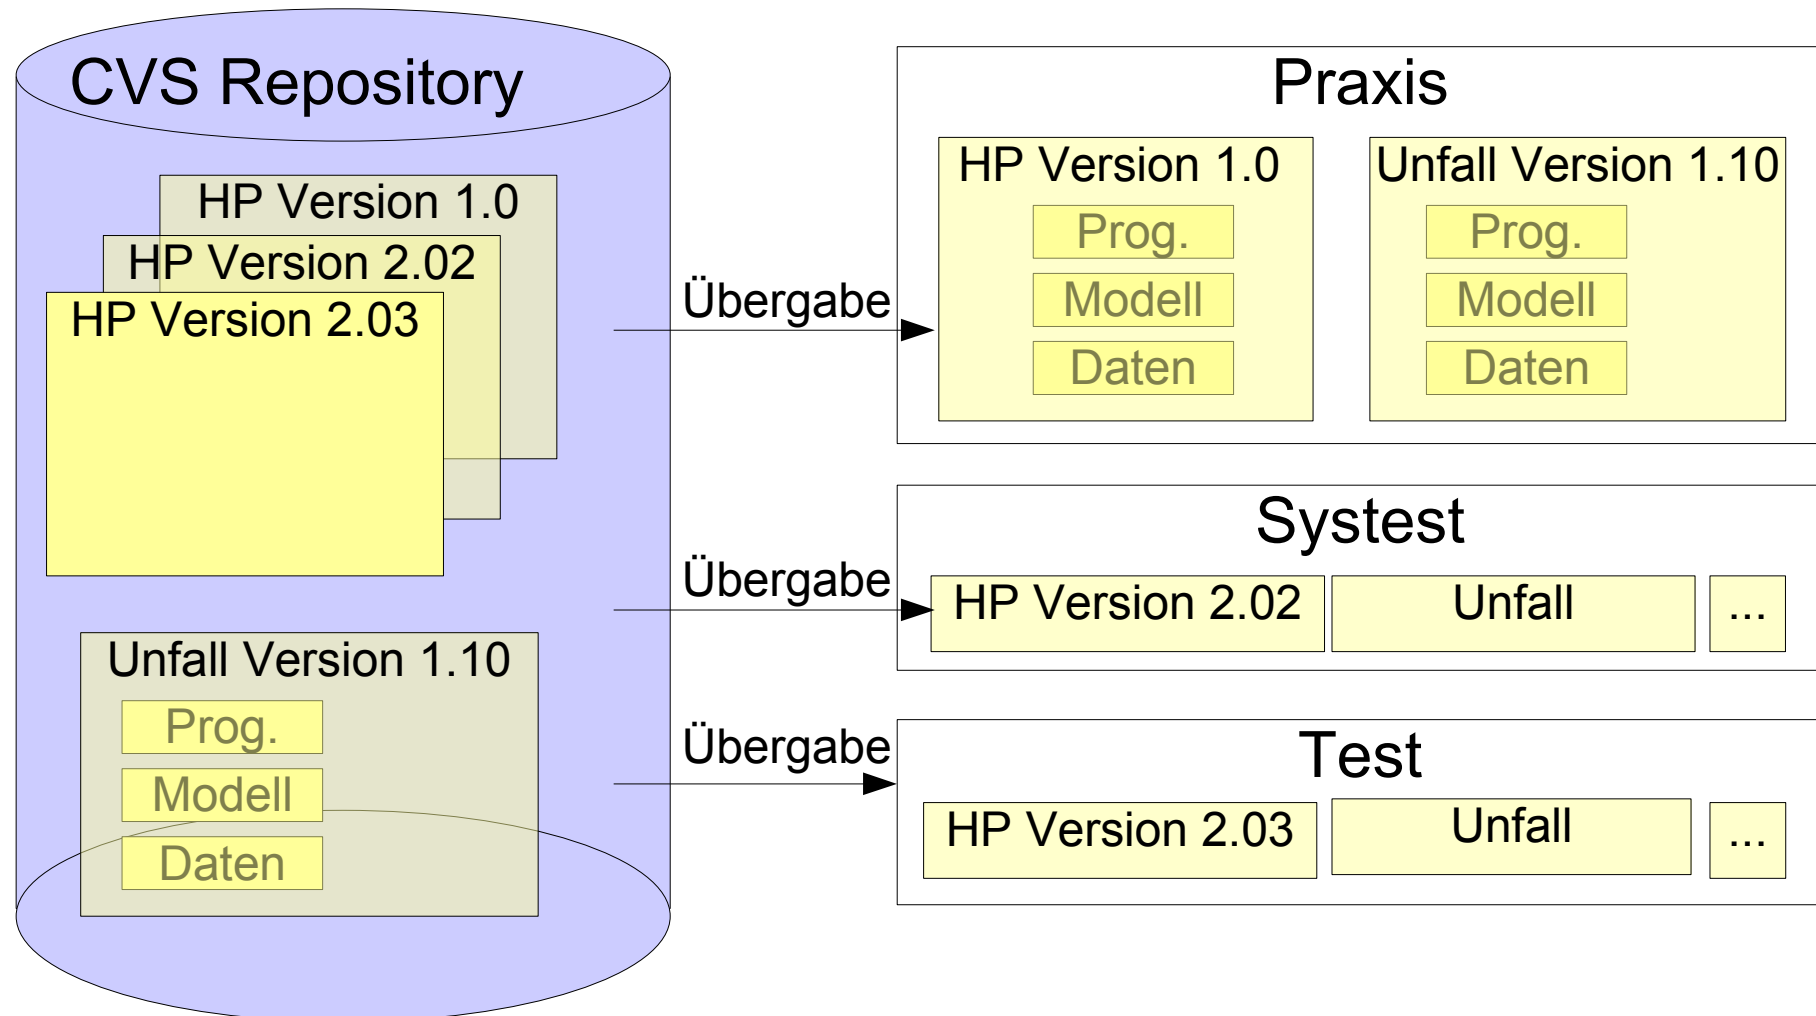 CVS Repository
HP Version 1.0
HP Version 2.02
HP Version 2.03
Unfall Version 1.10
Prog.
Modell
Daten
Übergabe
Übergabe
Übergabe
Praxis
HP Version 1.0
Prog.
Modell
Daten
Unfall Version 1.10
Prog.
Modell
Daten
Systest
HP Version 2.02
Unfall
...
Test
HP Version 2.03
Unfall
...